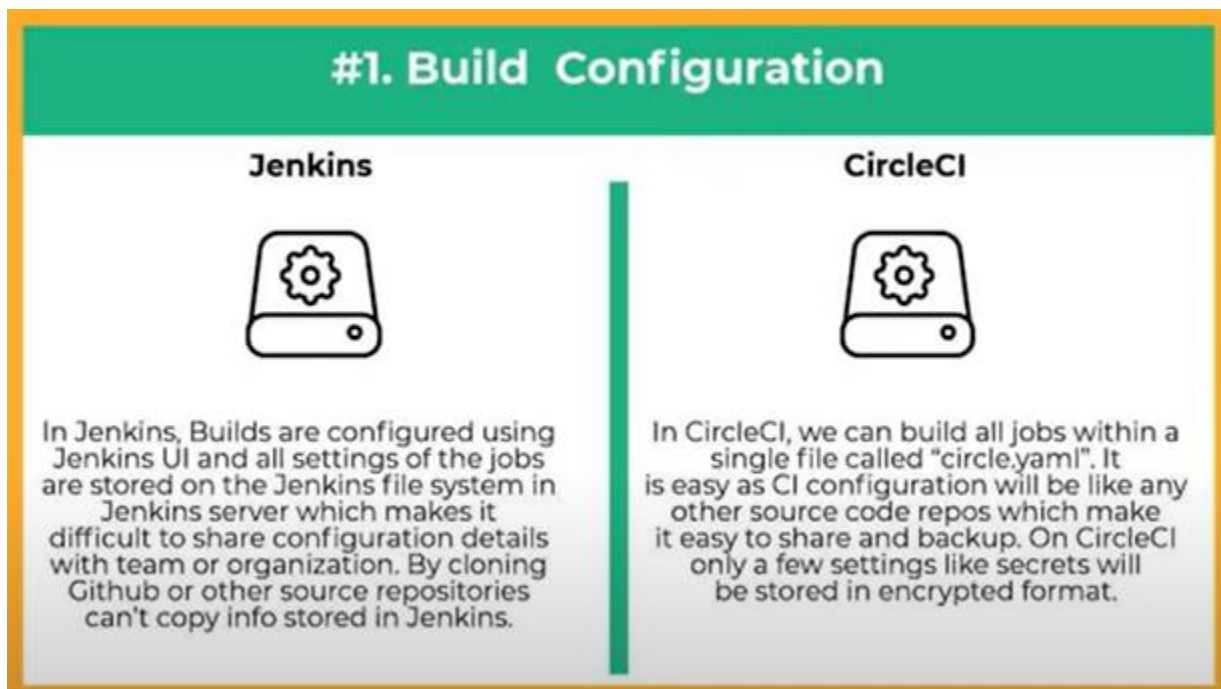 #1. Build Configuration
Jenkins
In Jenkins, Builds are configured using
Jenkins UI and all settings of the jobs
are stored on the Jenkins file system in
Jenkins server which makes it
difficult to share configuration details
with team or organization. By cloning
Github or other source repositories
can't copy info stored in Jenkins.
CircleCI
In CircleCI, we can build all jobs within a
single file called “circle.yaml”. It
is easy as CI configuration will be like any
other source code repos which make
it easy to share and backup. On CircleCI
only a few settings like secrets will
be stored in encrypted format.